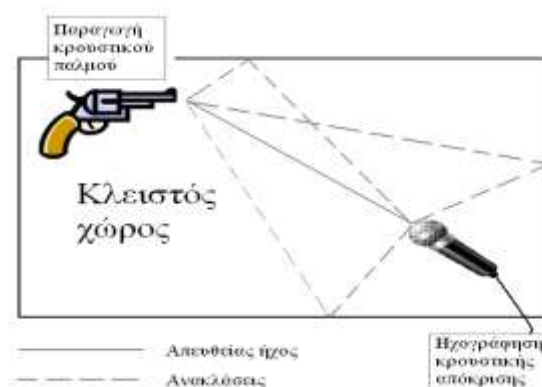 Παραγωγή
κρουστικού
παλμού
Κλειστός
χώρος
Απευθείας ήχος
Ανακλάσεις
Ηχογράφηση
κρουστικής
απόκρισης